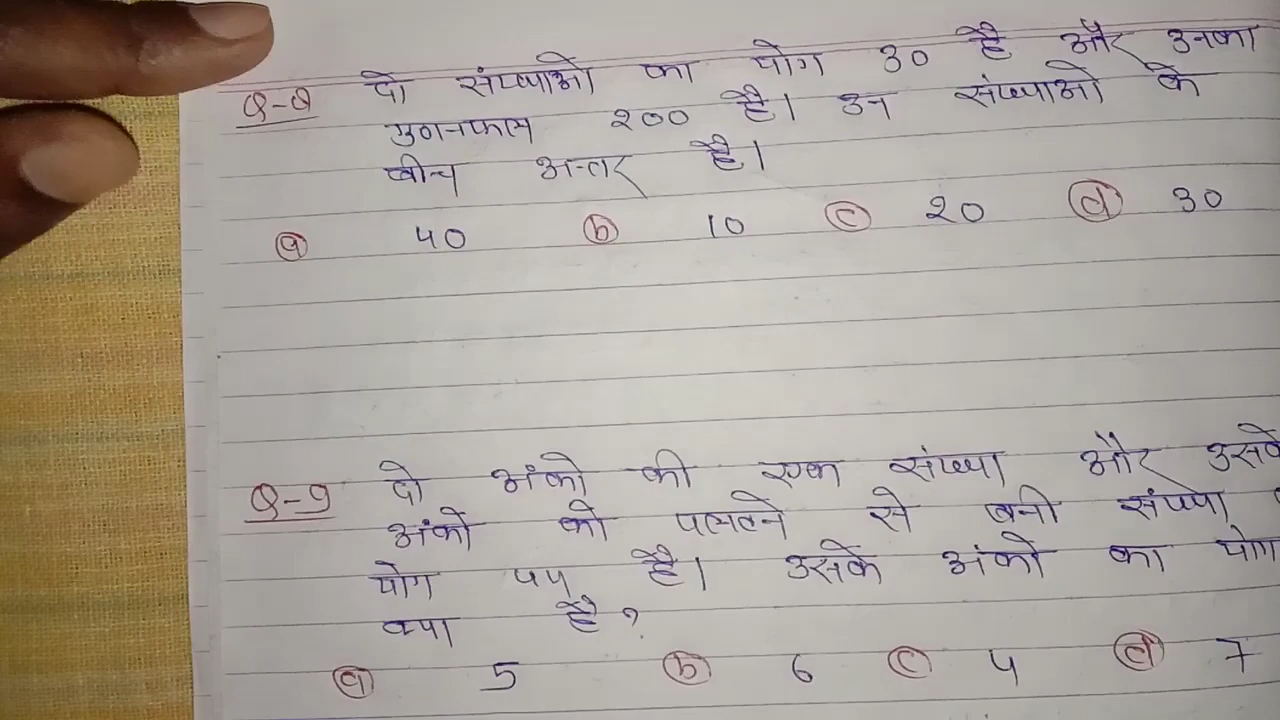 Q-8 दो संख्याओ का योग 30 है और उनका
गुणनफल 200 है। उन संख्याओ के
बीच अन्तर है।
a 40 b 10 c 20 d 30
Q-9 दो अंको की एक संख्या और उसके
अंको को पलटने से बनी संख्या
योग 55 है। उसके अंको का योग
क्या है?
a 5 b 6 c 4 d 7